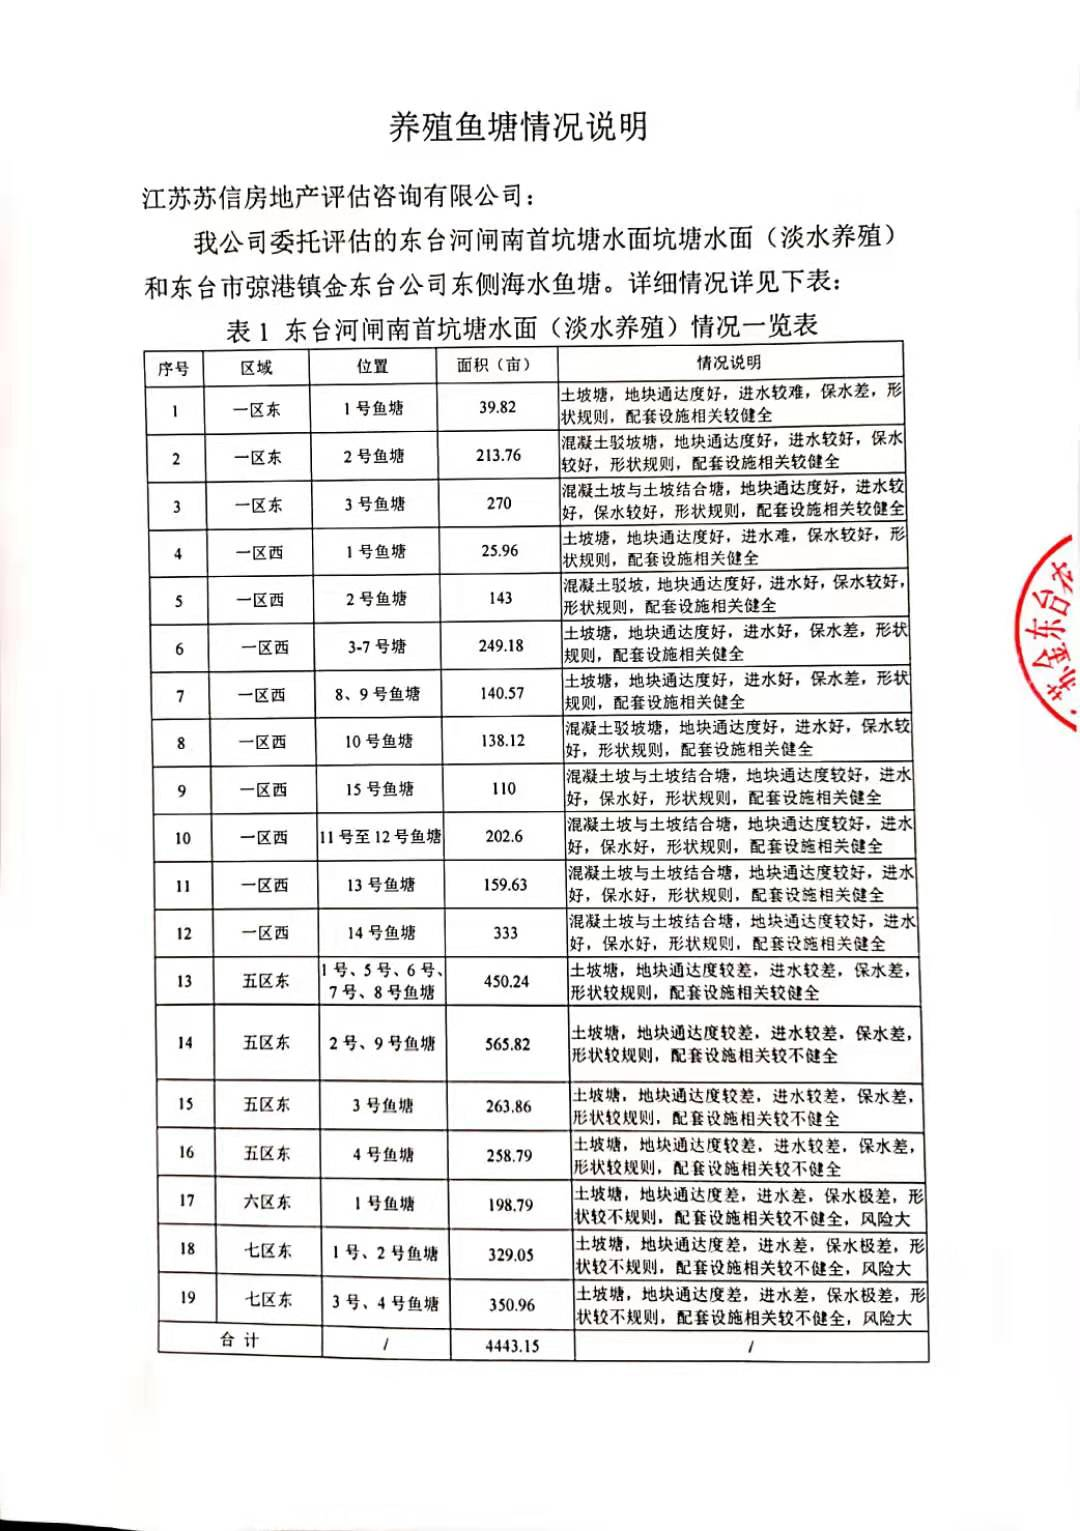 养殖鱼塘情况说明
江苏苏信房地产评估咨询有限公司：
我公司委托评估的东台河闸南首坑塘水面坑塘水面（淡水养殖）
和东台市弶港镇金东台公司东侧海水鱼塘。详细情况详见下表：
表 1 东台河闸南首坑塘水面（淡水养殖）情况一览表
序号 区域 位置 面积（亩） 情况说明
1 一区东 1 号鱼塘 39.82 土坡塘，地块通达度好，进水较难，保水差，形
状规则，配套设施相关较健全
2 一区东 2 号鱼塘 213.76 混凝土驳坡塘，地块通达度好，进水较好，保水
较好，形状规则，配套设施相关较健全
3 一区东 3 号鱼塘 270 混凝土坡与土坡结合塘，地块通达度好，进水较
好，保水较好，形状规则，配套设施相关较健全
4 一区西 1 号鱼塘 25.96 土坡塘，地块通达度好，进水难，保水较好，形
状规则，配套设施相关健全
5 一区西 2 号鱼塘 143 混凝土驳坡，地块通达度好，进水好，保水较好，
形状规则，配套设施相关健全
6 一区西 3-7 号塘 249.18 土坡塘，地块通达度好，进水好，保水差，形状
规则，配套设施相关健全
7 一区西 8、9 号鱼塘 140.57 土坡塘，地块通达度好，进水好，保水差，形状
规则，配套设施相关健全
8 一区西 10 号鱼塘 138.12 混凝土驳坡塘，地块通达度好，进水好，保水较
好，形状规则，配套设施相关健全
9 一区西 15 号鱼塘 110 混凝土坡与土坡结合塘，地块通达度较好，进水
好，保水好，形状规则，配套设施相关健全
10 一区西 11 号至 12 号鱼塘 202.6 混凝土坡与土坡结合塘，地块通达度较好，进水
好，保水好，形状规则，配套设施相关健全
11 一区西 13 号鱼塘 159.63 混凝土坡与土坡结合塘，地块通达度较好，进水
好，保水好，形状规则，配套设施相关健全
12 一区西 14 号鱼塘 333 混凝土坡与土坡结合塘，地块通达度较好，进水
好，保水好，形状规则，配套设施相关健全
13 五区东 1 号、5 号、6 号、
7 号、8 号鱼塘 450.24 土坡塘，地块通达度较差，进水较差，保水差，
形状较规则，配套设施相关较健全
14 五区东 2 号、9 号鱼塘 565.82 土坡塘，地块通达度较差，进水较差，保水差，
形状较规则，配套设施相关较不健全
15 五区东 3 号鱼塘 263.86 土坡塘，地块通达度较差，进水较差，保水差，
形状较规则，配套设施相关较不健全
16 五区东 4 号鱼塘 258.79 土坡塘，地块通达度较差，进水较差，保水差，
形状较规则，配套设施相关较不健全
17 六区东 1 号鱼塘 198.79 土坡塘，地块通达度差，进水差，保水极差，形
状较不规则，配套设施相关较不健全，风险大
18 七区东 1 号、2 号鱼塘 329.05 土坡塘，地块通达度差，进水差，保水极差，形
状较不规则，配套设施相关较不健全，风险大
19 七区东 3 号、4 号鱼塘 350.96 土坡塘，地块通达度差，进水差，保水极差，形
状较不规则，配套设施相关较不健全，风险大
合 计 / 4443.15 /
苏金东台农